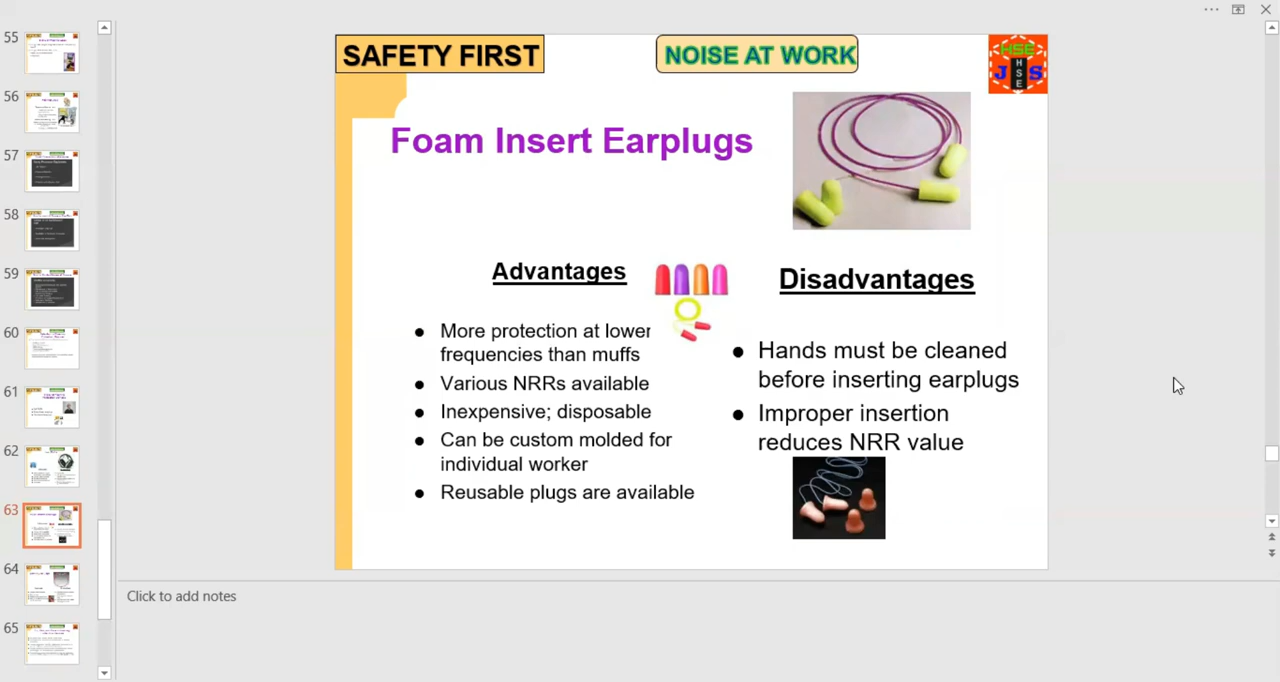 SAFETY FIRST
NOISE AT WORK
HSE
J S
H
S
E
Foam Insert Earplugs
Advantages
More protection at lower
frequencies than muffs
Various NRRs available
Inexpensive; disposable
Can be custom molded for
individual worker
Reusable plugs are available
Disadvantages
Hands must be cleaned
before inserting earplugs
Improper insertion
reduces NRR value
Click to add notes
55
56
57
58
59
60
61
62
63
64
65